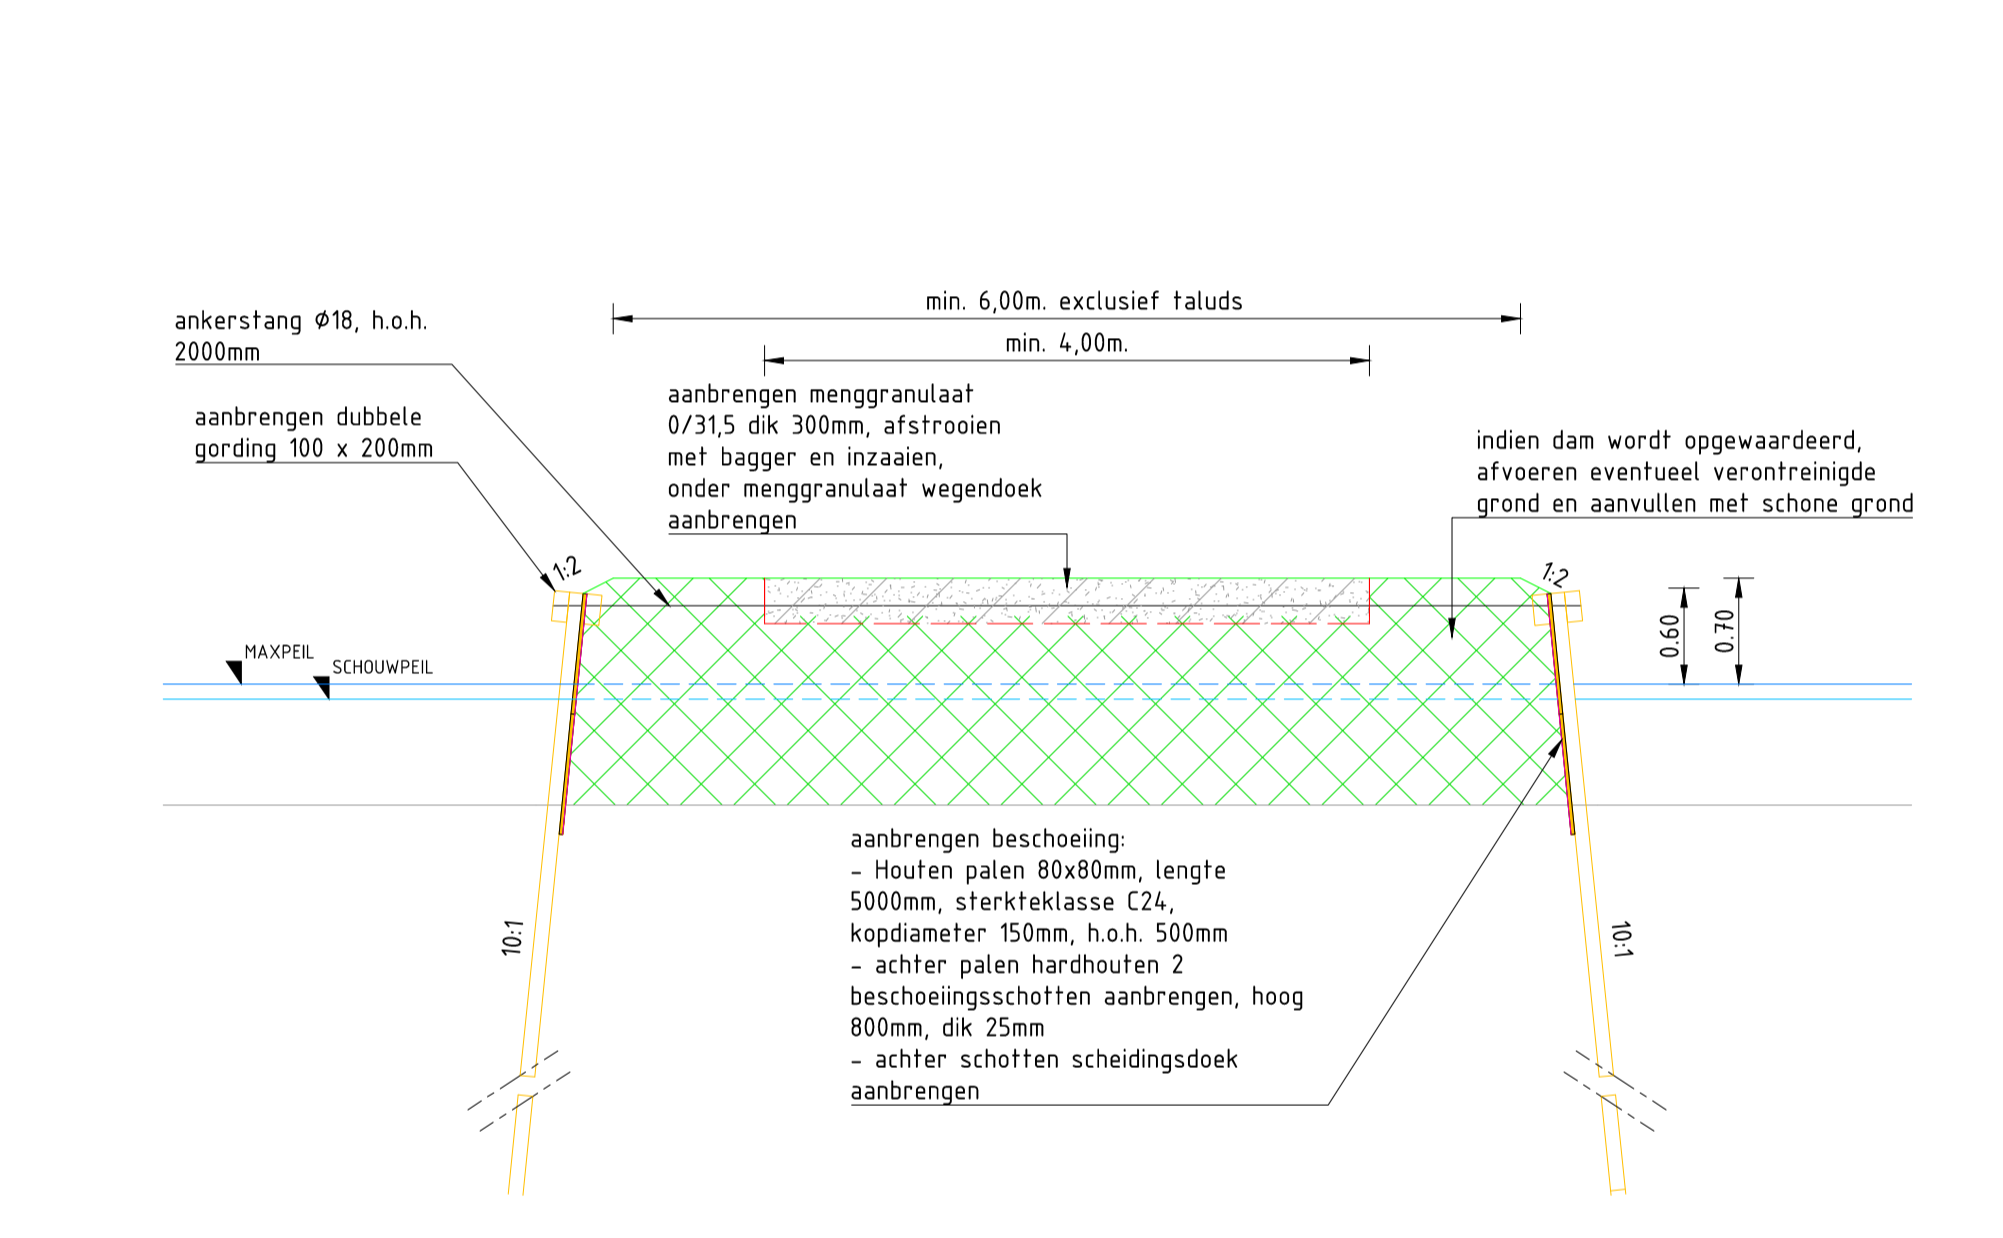 min. 6,00m. exclusief taluds
min. 4,00m.
ankerstang Ø18, h.o.h.
2000mm
aanbrengen dubbele
gording 100 x 200mm
aanbrengen menggranulaat
0/31,5 dik 300mm, afstrooien
met bagger en inzaaien,
onder menggranulaat wegendoek
aanbrengen
indien dam wordt opgewaardeerd,
afvoeren eventueel verontreinigde
grond en aanvullen met schone grond
1:2
1:2
0.60
0.70
MAXPEIL
SCHOUWPEIL
aanbrengen beschoeiing:
- Houten palen 80x80mm, lengte
5000mm, sterkteklasse C24,
kopdiameter 150mm, h.o.h. 500mm
- achter palen hardhouten 2
beschoeiingsschotten aanbrengen, hoog
800mm, dik 25mm
- achter schotten scheidingsdoek
aanbrengen
10:1
10:1